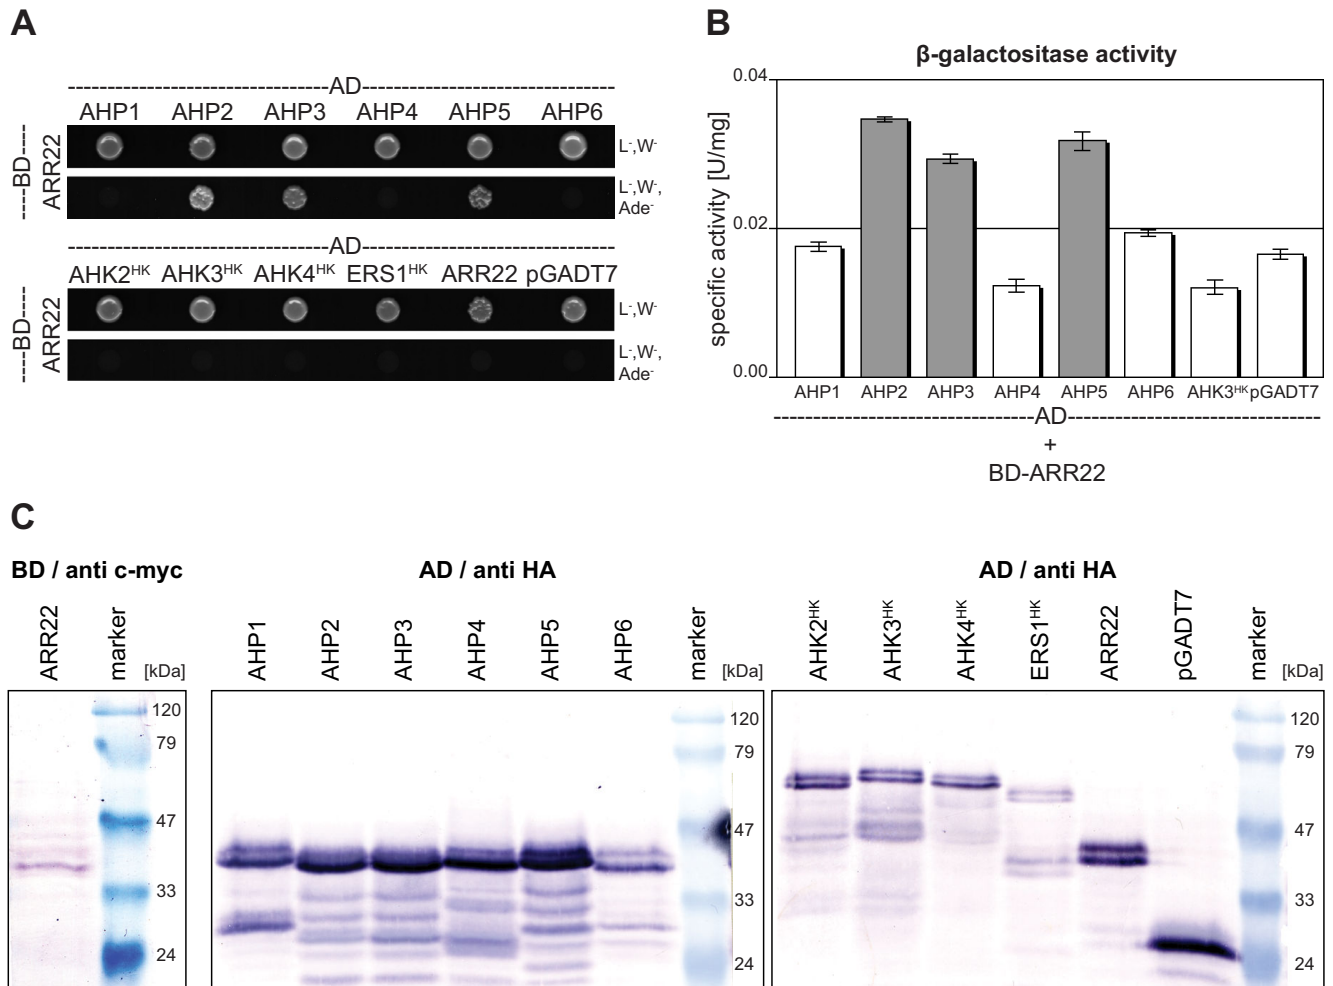 A
----------------------------------AD---------------------------------
AHP1 AHP2 AHP3 AHP4 AHP5 AHP6
----BD----
ARR22
L⁻,W⁻
L⁻,W⁻,
Ade⁻
----------------------------------AD---------------------------------
AHK2ᴴᴷ AHK3ᴴᴷ AHK4ᴴᴷ ERS1ᴴᴷ ARR22 pGADT7
----BD----
ARR22
L⁻,W⁻
L⁻,W⁻,
Ade⁻
B
β-galactositase activity
specific activity [U/mg]
0.04
0.02
0.00
AHP1 AHP2 AHP3 AHP4 AHP5 AHP6 AHK3ᴴᴷ pGADT7
----------------------------------AD---------------------------------
+
BD-ARR22
C
BD / anti c-myc
ARR22 marker [kDa]
120
79
47
33
24
AD / anti HA
AHP1 AHP2 AHP3 AHP4 AHP5 AHP6 marker [kDa]
120
79
47
33
24
AD / anti HA
AHK2ᴴᴷ AHK3ᴴᴷ AHK4ᴴᴷ ERS1ᴴᴷ ARR22 pGADT7 marker [kDa]
120
79
47
33
24